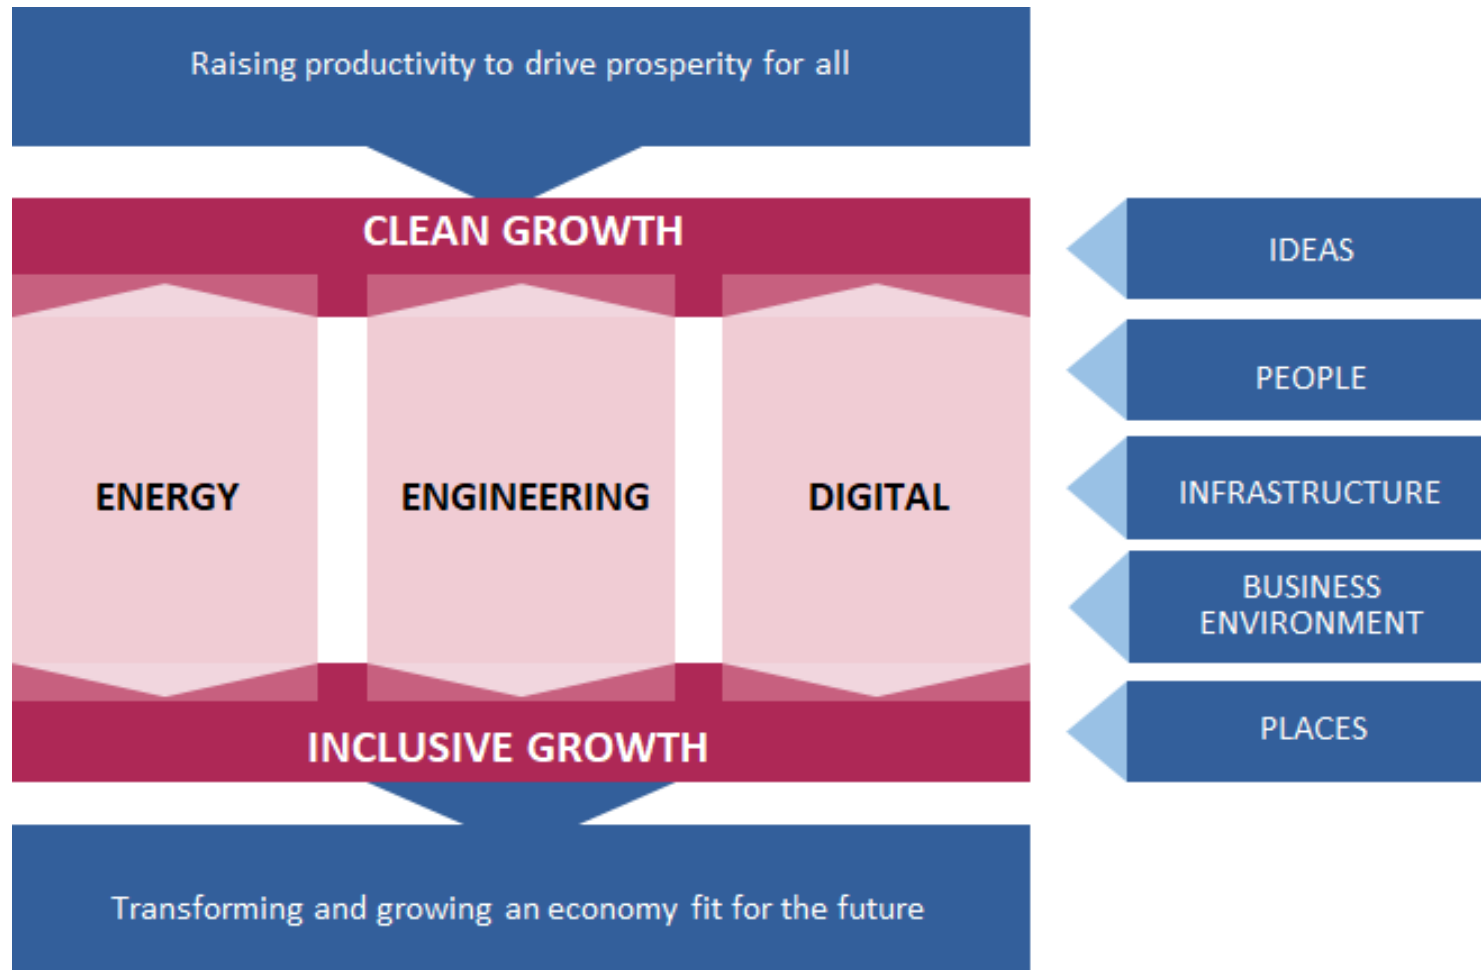 Raising productivity to drive prosperity for all
CLEAN GROWTH
ENERGY
ENGINEERING
DIGITAL
INCLUSIVE GROWTH
Transforming and growing an economy fit for the future
IDEAS
PEOPLE
INFRASTRUCTURE
BUSINESS
ENVIRONMENT
PLACES